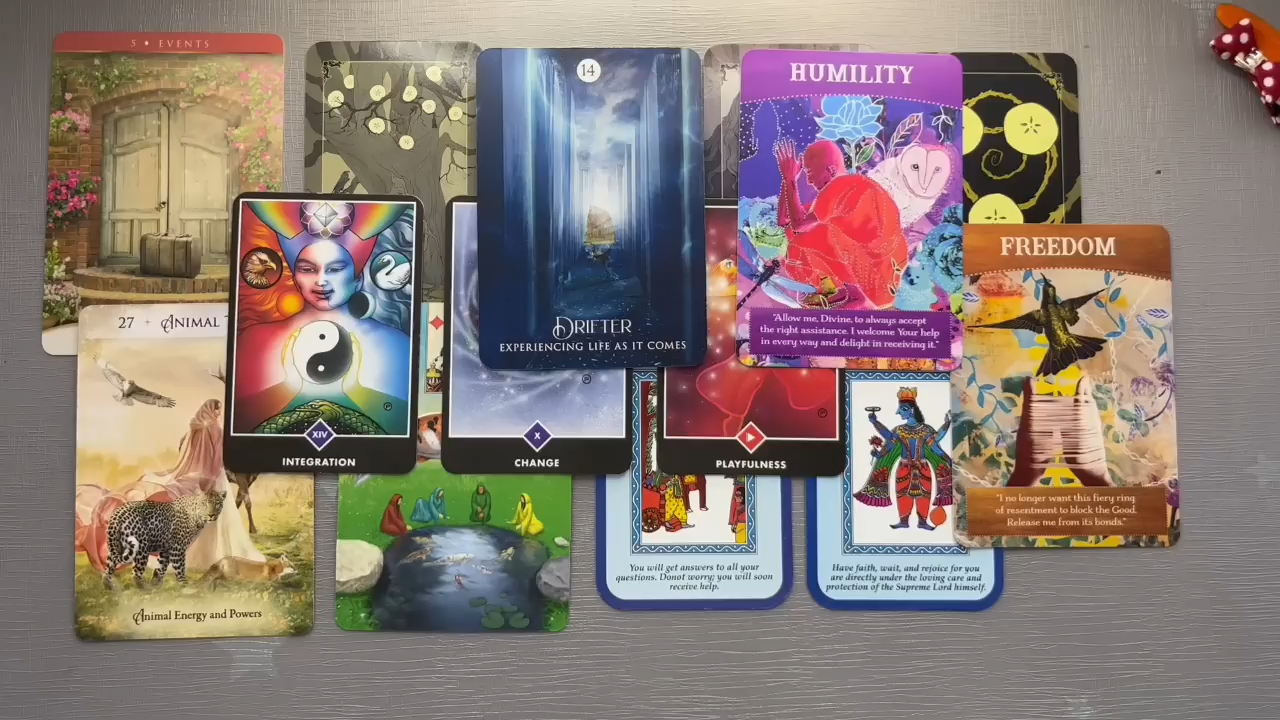 5 • EVENTS
14
DRIFTER
EXPERIENCING LIFE AS IT COMES
HUMILITY
"Allow me, Divine, to always accept
the right assistance. I welcome Your help
in every way and delight in receiving it."
FREEDOM
"I no longer want this fiery ring
of resentment to block the Good.
Release me from its bonds."
27 + ANIMAL
Animal Energy and Powers
XIV
INTEGRATION
X
CHANGE
PLAYFULNESS
You will get answers to all your
questions. Donot worry; you will soon
receive help.
Have faith, wait, and rejoice for you
are directly under the loving care and
protection of the Supreme Lord himself.